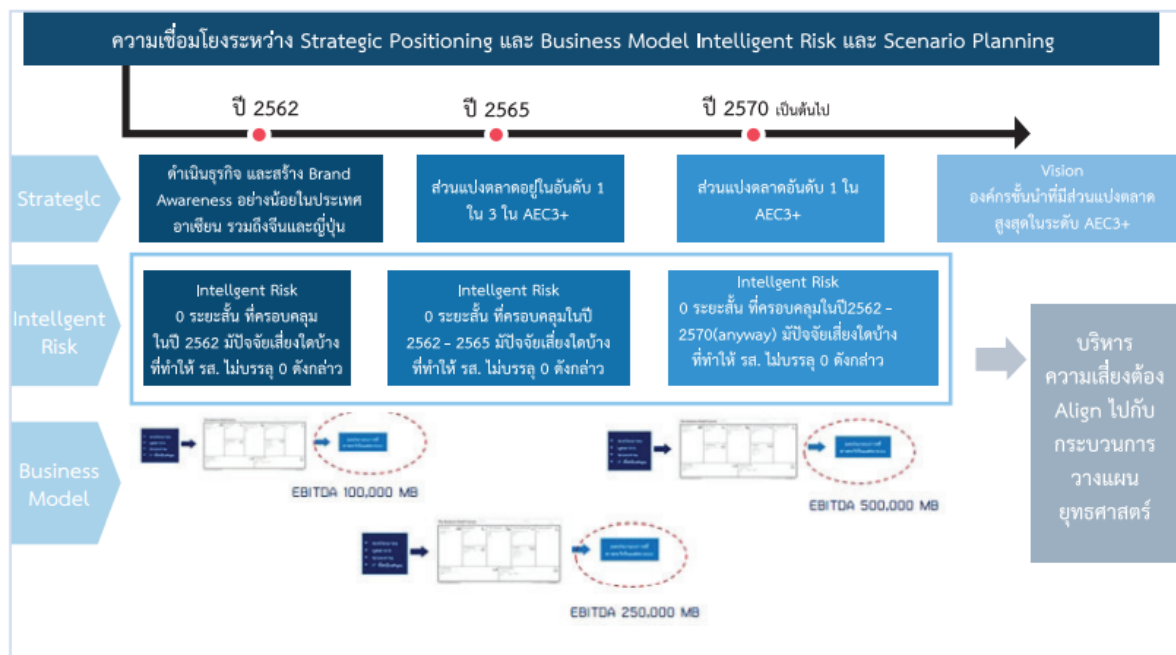 ความเชื่อมโยงระหว่าง Strategic Positioning และ Business Model Intelligent Risk และ Scenario Planning
ปี 2562
ปี 2565
ปี 2570 เป็นต้นไป
Strategic
ดำเนินธุรกิจ และสร้าง Brand
Awareness อย่างน้อยในประเทศ
อาเซียน รวมถึงจีนและญี่ปุ่น
ส่วนแปงตลาดอยู่ในอันดับ 1
ใน 3 ใน AEC3+
ส่วนแปงตลาดอันดับ 1 ใน
AEC3+
Vision
องค์กรชั้นนำที่มีส่วนแปงตลาด
สูงสุดในระดับ AEC3+
Intellgent
Risk
Intellgent Risk
0 ระยะสั้น ที่ครอบคลุม
ในปี 2562 มีปัจจัยเสี่ยงใดบ้าง
ที่ทำให้ รส. ไม่บรรลุ 0 ดังกล่าว
Intellgent Risk
0 ระยะสั้น ที่ครอบคลุมในปี
2562 - 2565 มีปัจจัยเสี่ยงใดบ้าง
ที่ทำให้ รส. ไม่บรรลุ 0 ดังกล่าว
Intellgent Risk
0 ระยะสั้น ที่ครอบคลุมในปี2562 -
2570(anyway) มีปัจจัยเสี่ยงใดบ้าง
ที่ทำให้ รส. ไม่บรรลุ 0 ดังกล่าว
บริหาร
ความเสี่ยงต้อง
Align ไปกับ
กระบวนการ
วางแผน
ยุทธศาสตร์
Business
Model
EBITDA 100,000 MB
EBITDA 500,000 MB
EBITDA 250,000 MB